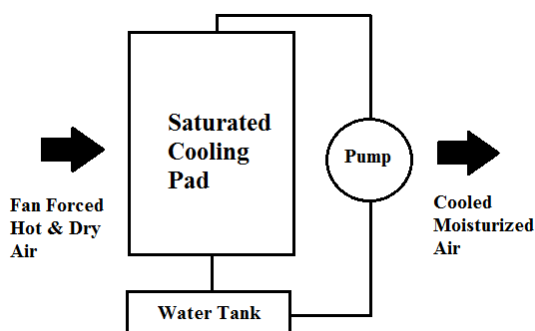 Saturated
Cooling
Pad
Pump
Fan Forced
Hot & Dry
Air
Cooled
Moisturized
Air
Water Tank